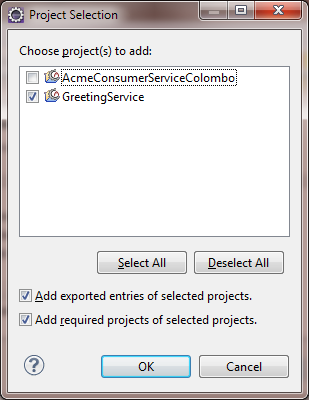 Project Selection
Choose project(s) to add:
AcmeConsumerServiceColombo
GreetingService
Select All
Deselect All
Add exported entries of selected projects.
Add required projects of selected projects.
?
OK
Cancel